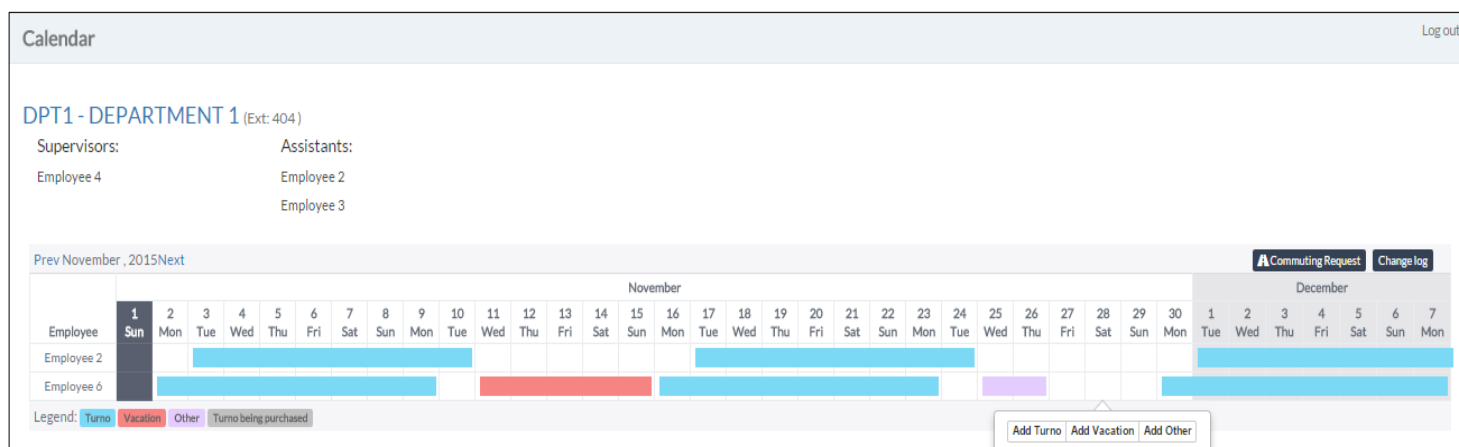 Calendar
Log out
DPT1 - DEPARTMENT 1 (Ext: 404 )
Supervisors: Assistants:
Employee 4 Employee 2
Employee 3
Prev November , 2015Next Commuting Request Change log
November December
1 2 3 4 5 6 7 8 9 10 11 12 13 14 15 16 17 18 19 20 21 22 23 24 25 26 27 28 29 30 1 2 3 4 5 6 7
Employee Sun Mon Tue Wed Thu Fri Sat Sun Mon Tue Wed Thu Fri Sat Sun Mon Tue Wed Thu Fri Sat Sun Mon Tue Wed Thu Fri Sat Sun Mon Tue Wed Thu Fri Sat Sun Mon
Employee 2
Employee 6
Legend: Turno Vacation Other Turno being purchased
Add Turno Add Vacation Add Other